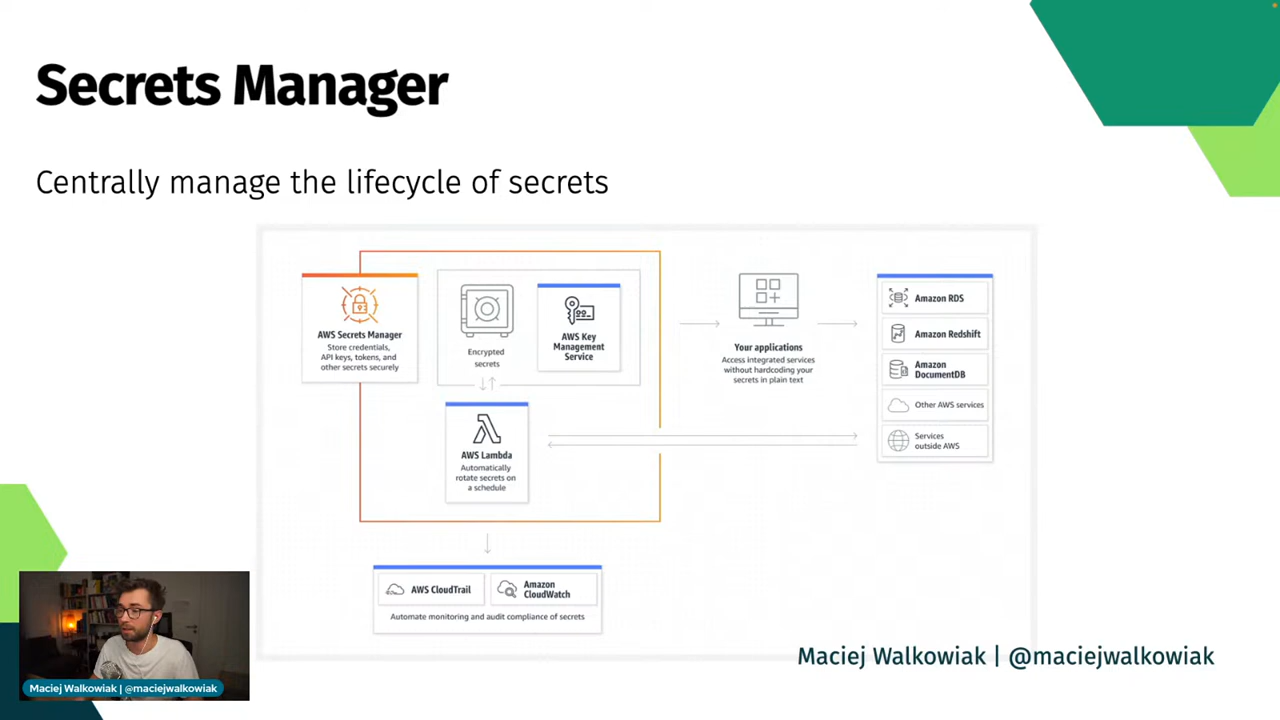 Secrets Manager
Centrally manage the lifecycle of secrets
AWS Secrets Manager
Store credentials,
API keys, tokens, and
other secrets securely
Encrypted
secrets
AWS Key
Management
Service
AWS Lambda
Automatically
rotate secrets on
a schedule
Your applications
Access integrated services
without hardcoding your
secrets in plain text
Amazon RDS
Amazon Redshift
Amazon
DocumentDB
Other AWS services
Services
outside AWS
AWS CloudTrail
Amazon
CloudWatch
Automate monitoring and audit compliance of secrets
Maciej Walkowiak | @maciejwalkowiak
Maciej Walkowiak | @maciejwalkowiak